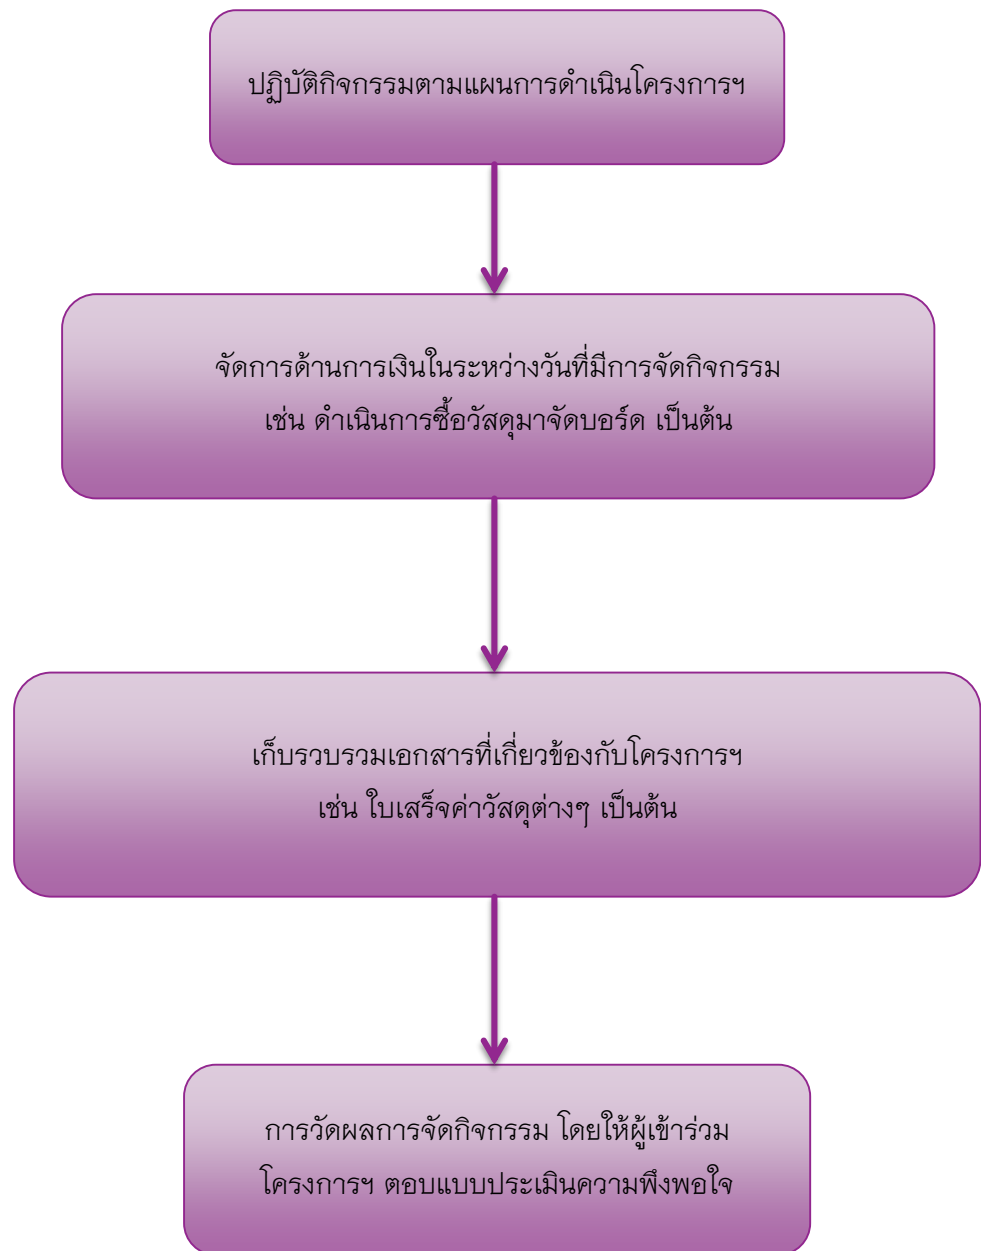 ปฏิบัติกิจกรรมตามแผนการดำเนินโครงการฯ
จัดการด้านการเงินในระหว่างวันที่มีการจัดกิจกรรม
เช่น ดำเนินการซื้อวัสดุมาจัดบอร์ด เป็นต้น
เก็บรวบรวมเอกสารที่เกี่ยวข้องกับโครงการฯ
เช่น ใบเสร็จค่าวัสดุต่างๆ เป็นต้น
การวัดผลการจัดกิจกรรม โดยให้ผู้เข้าร่วม
โครงการฯ ตอบแบบประเมินความพึงพอใจ